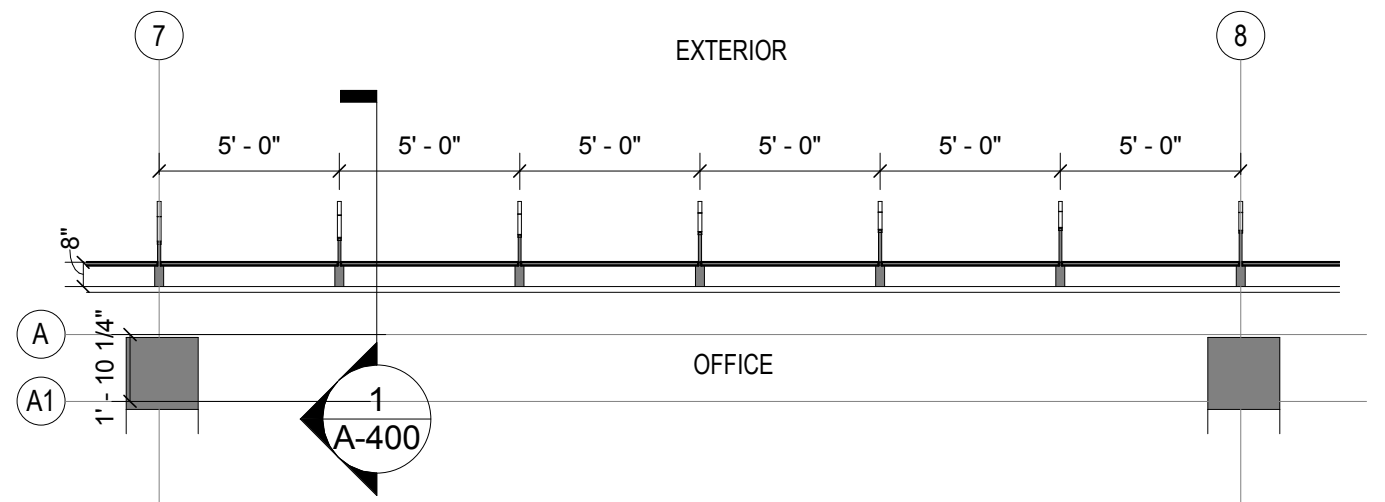 7
EXTERIOR
8
5' - 0"
5' - 0"
5' - 0"
5' - 0"
5' - 0"
5' - 0"
8"
A
1' - 10 1/4"
OFFICE
A1
1
A-400